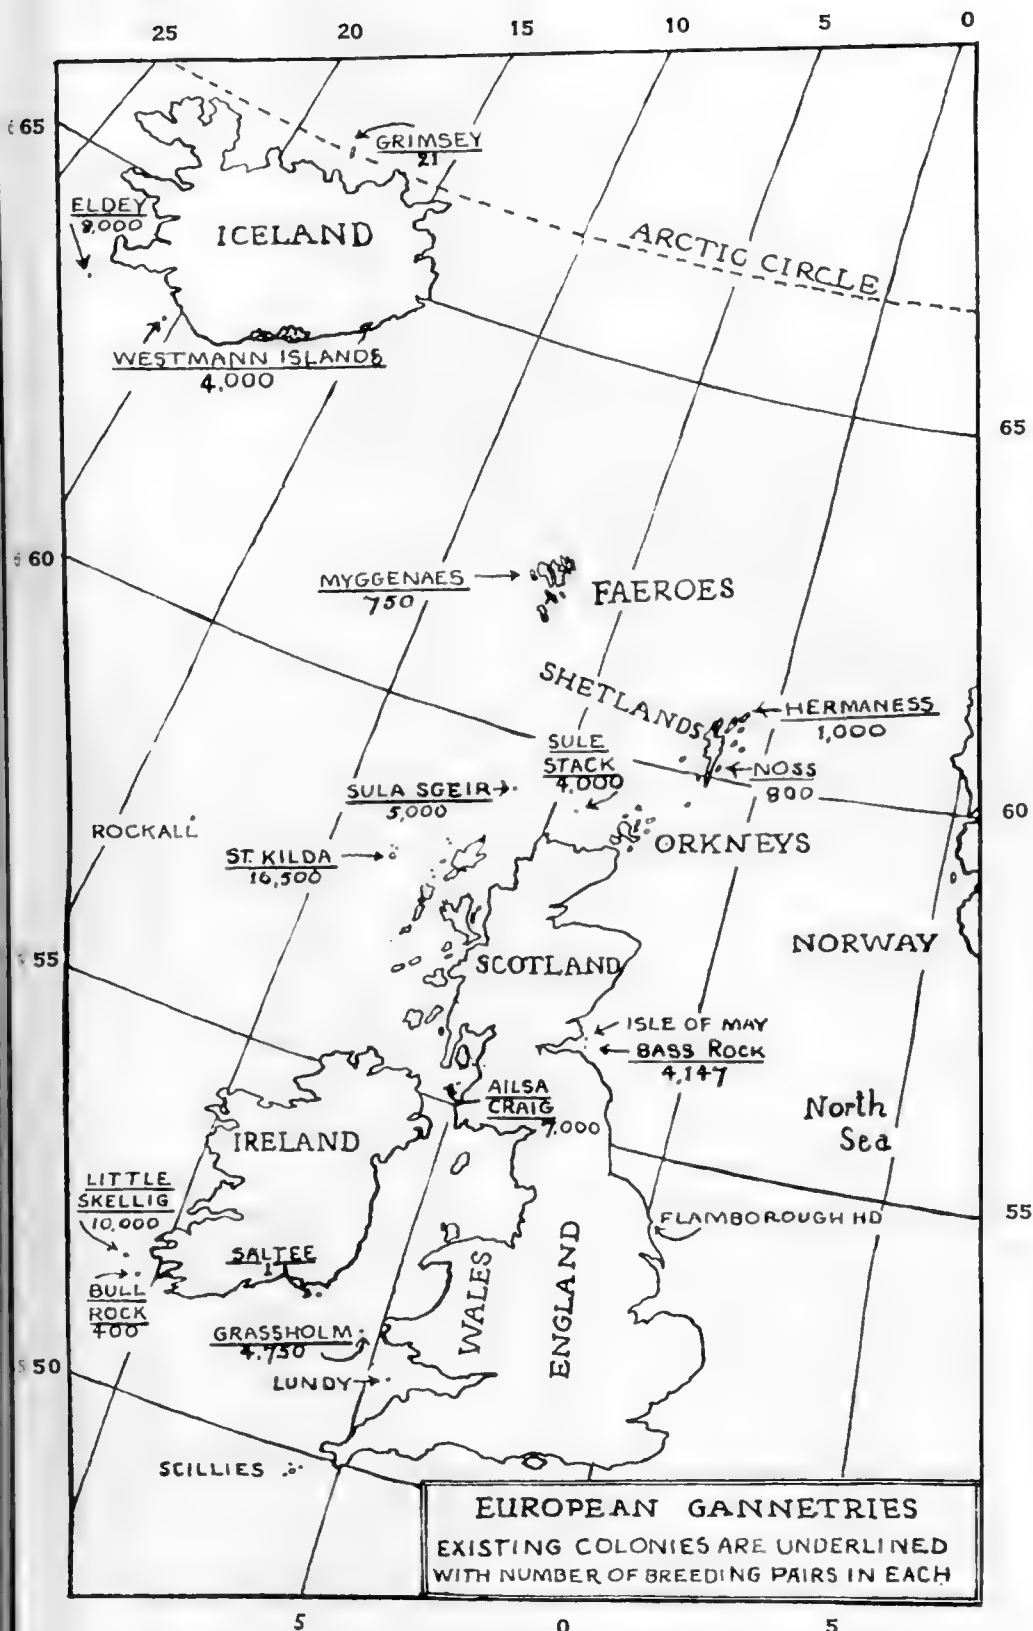 25 20 15 10 5 0
65
GRIMSEY
21
ELDEY
9,000
ICELAND
ARCTIC CIRCLE
WESTMANN ISLANDS
4,000
65
60
MYGGENAES
750
FAEROES
SHETLANDS
HERMANESS
1,000
SULE
STACK
4,000
NOSS
800
SULA SGEIR
5,000
60
ROCKALL
ORKNEYS
ST. KILDA
16,500
NORWAY
55
SCOTLAND
ISLE OF MAY
BASS ROCK
4,147
AILSA
CRAIG
7,000
North
Sea
IRELAND
LITTLE
SKELLIG
10,000
55
FLAMBOROUGH HD
SALTEE
1
BULL
ROCK
400
WALES
ENGLAND
GRASSHOLM
4,750
50
LUNDY
SCILLIES
EUROPEAN GANNETRIES
EXISTING COLONIES ARE UNDERLINED
WITH NUMBER OF BREEDING PAIRS IN EACH
5 0 5